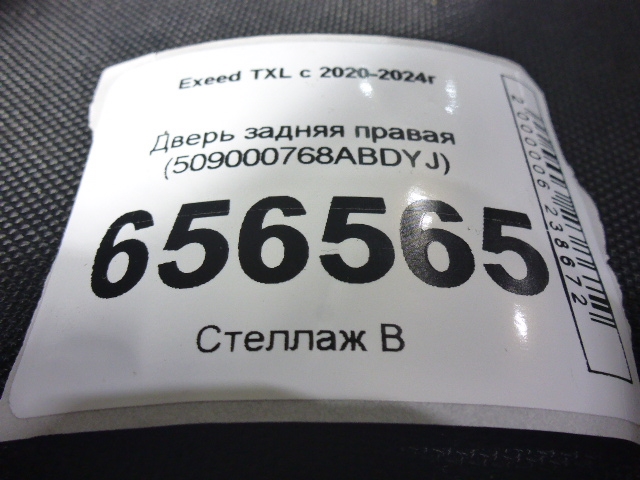 Exeed TXL с 2020-2024г
Дверь задняя правая
(509000768ABDYJ)
656565
Стеллаж В
2000006238672